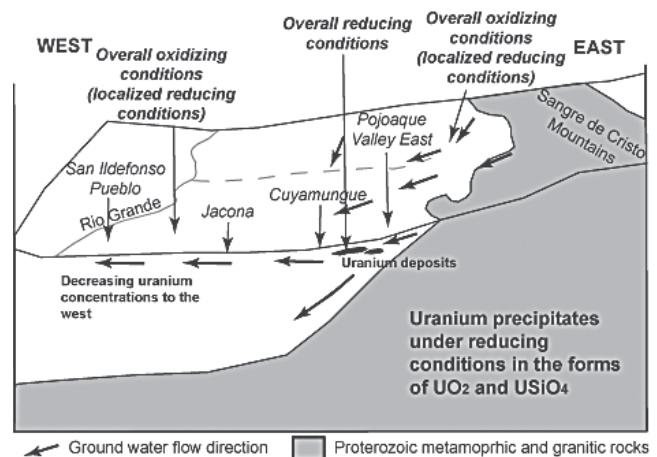 WEST
Overall oxidizing
conditions
(localized reducing
conditions)
Overall reducing
conditions
Overall oxidizing
conditions
(localized reducing
conditions)
EAST
Sangre de Cristo
Mountains
Pojoaque
Valley East
San Ildefonso
Pueblo
Rio Grande
Jacona
Cuyamungue
Uranium deposits
Decreasing uranium
concentrations to the
west
Uranium precipitates
under reducing
conditions in the forms
of UO2 and USiO4
Ground water flow direction
Proterozoic metamoprhic and granitic rocks